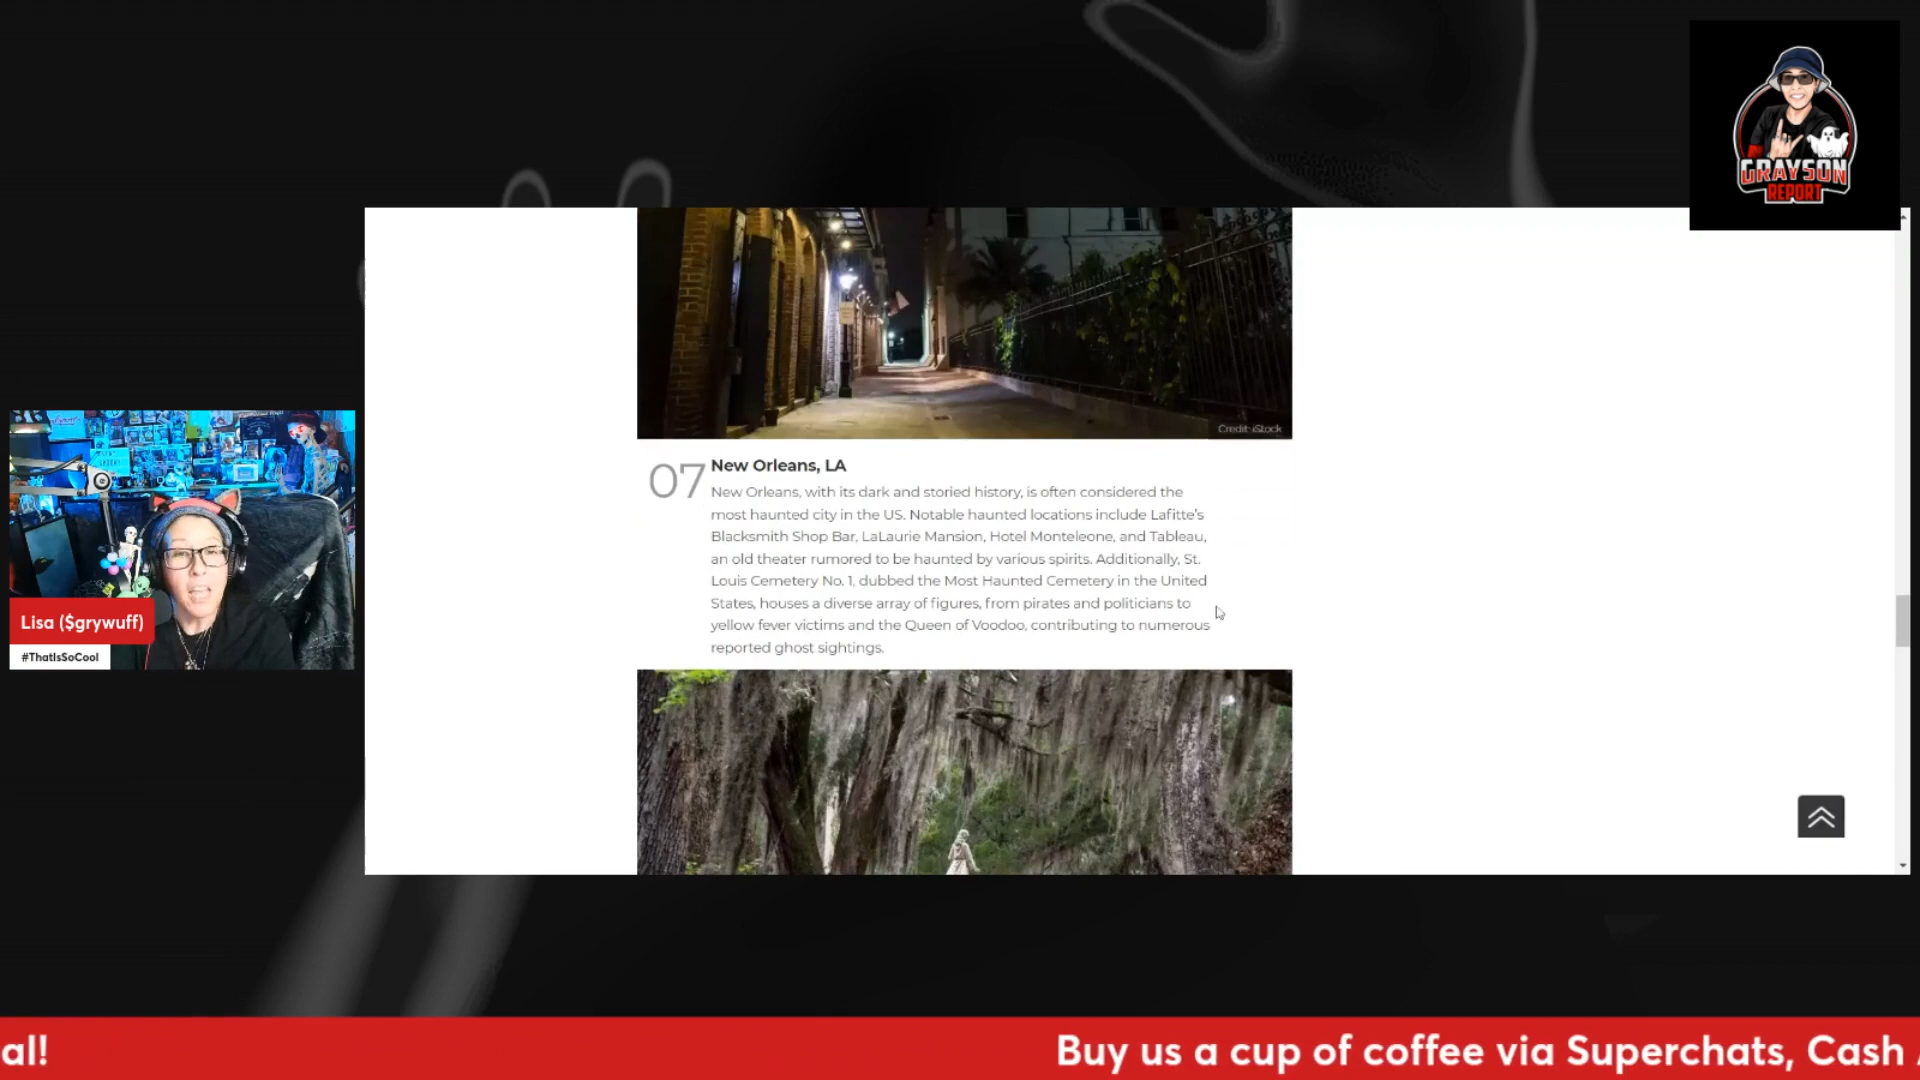 GRAYSON
REPORT
Credit: iStock
07
New Orleans, LA
New Orleans, with its dark and storied history, is often considered the
most haunted city in the US. Notable haunted locations include Lafitte's
Blacksmith Shop Bar, LaLaurie Mansion, Hotel Monteleone, and Tableau,
an old theater rumored to be haunted by various spirits. Additionally, St.
Louis Cemetery No. 1, dubbed the Most Haunted Cemetery in the United
States, houses a diverse array of figures, from pirates and politicians to
yellow fever victims and the Queen of Voodoo, contributing to numerous
reported ghost sightings.
Lisa ($grywuff)
#ThatIsSoCool
al!
Buy us a cup of coffee via Superchats, Cash